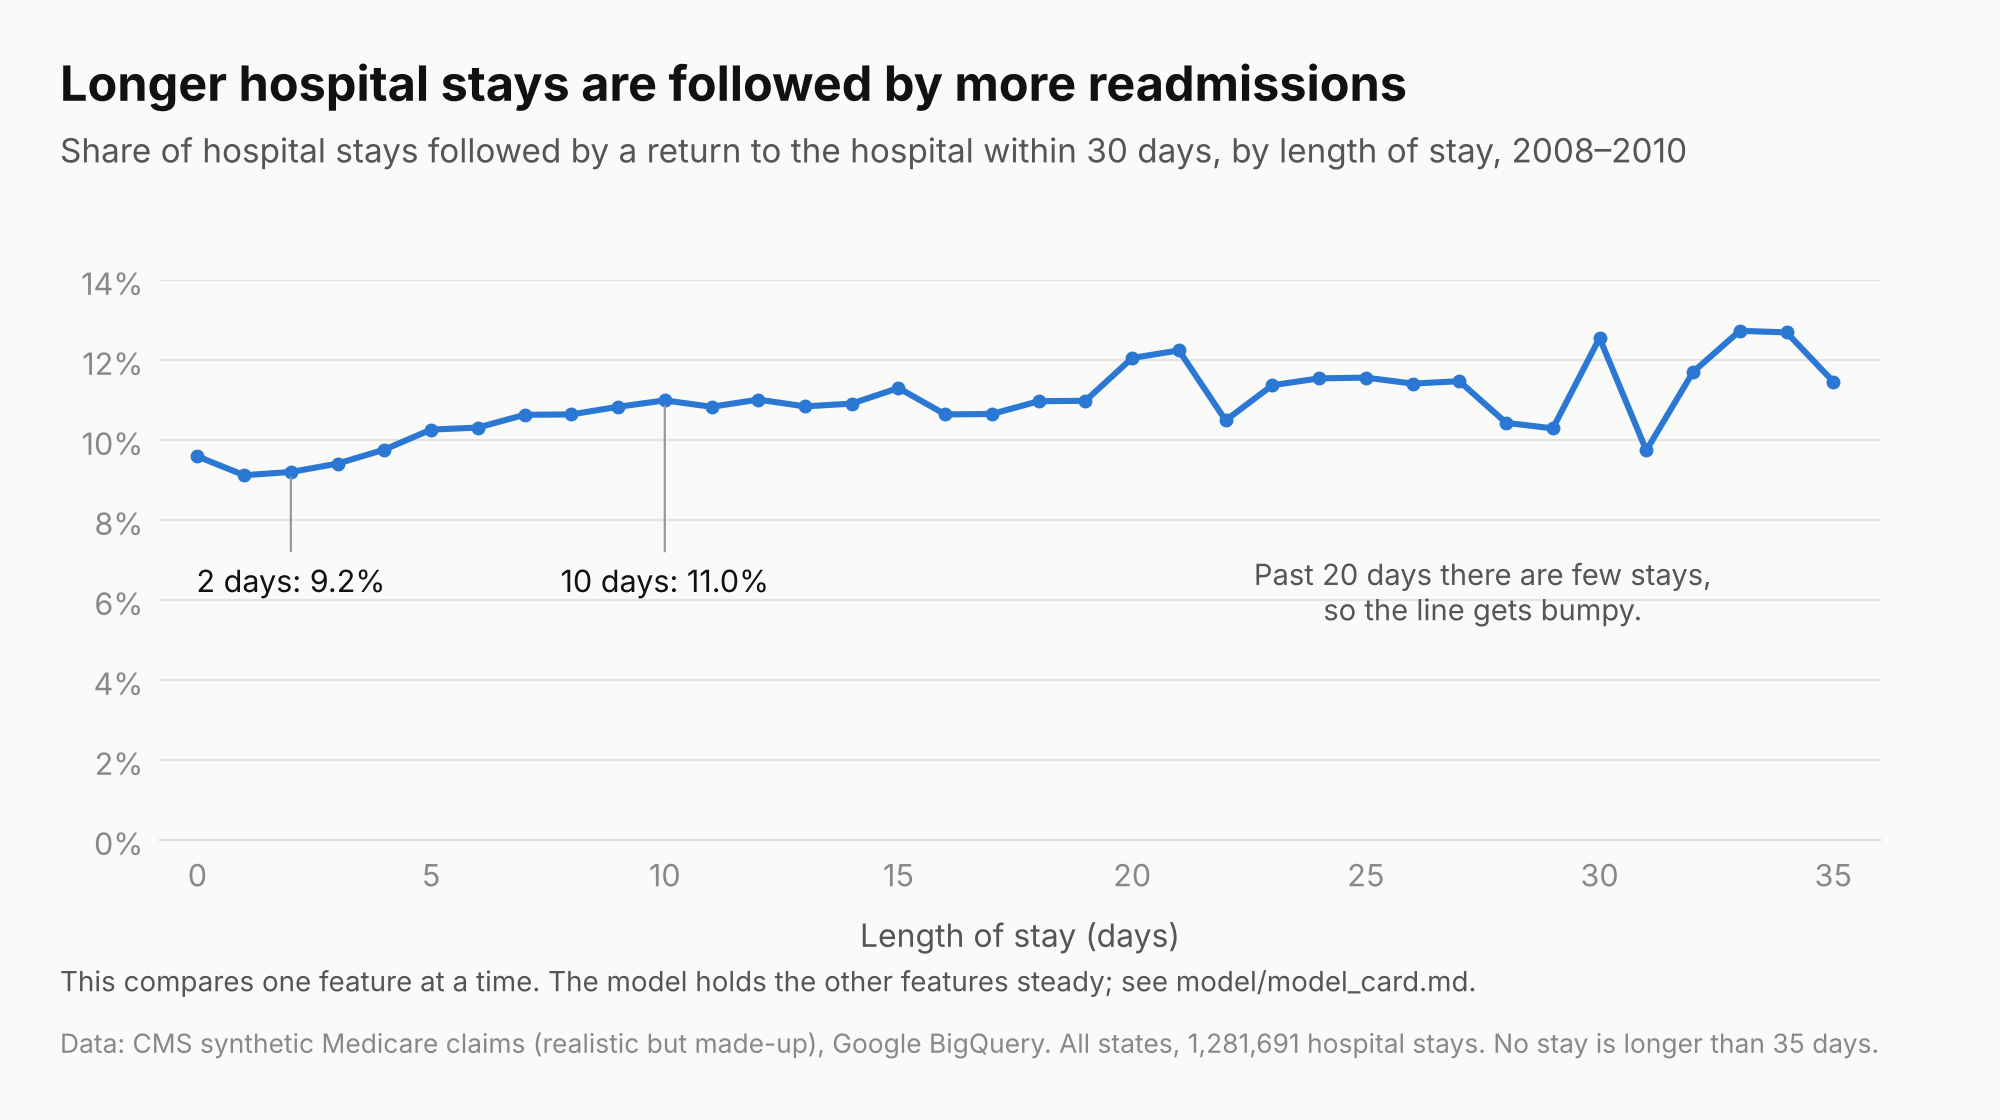 Longer hospital stays are followed by more readmissions
Share of hospital stays followed by a return to the hospital within 30 days, by length of stay, 2008–2010
14%
12%
10%
8%
6%
4%
2%
0%
2 days: 9.2%
10 days: 11.0%
Past 20 days there are few stays,
so the line gets bumpy.
0 5 10 15 20 25 30 35
Length of stay (days)
This compares one feature at a time. The model holds the other features steady; see model/model_card.md.
Data: CMS synthetic Medicare claims (realistic but made-up), Google BigQuery. All states, 1,281,691 hospital stays. No stay is longer than 35 days.